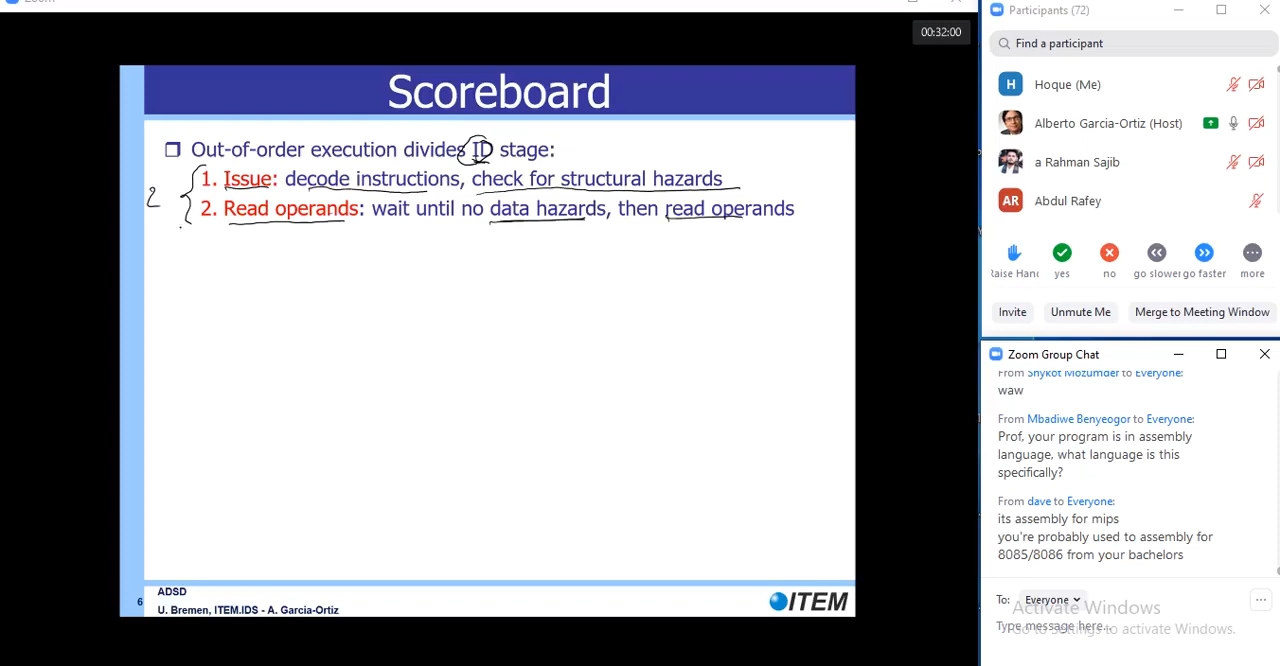 Zoom
00:32:00
Scoreboard
Out-of-order execution divides ID stage:
1. Issue: decode instructions, check for structural hazards
2. Read operands: wait until no data hazards, then read operands
2
6
ADSD
U. Bremen, ITEM.IDS - A. Garcia-Ortiz
ITEM
Participants (72)
Find a participant
H Hoque (Me)
Alberto Garcia-Ortiz (Host)
a Rahman Sajib
AR Abdul Rafey
Raise Hand yes no go slower go faster more
Invite Unmute Me Merge to Meeting Window
Zoom Group Chat
From Snykot Mozumder to Everyone:
waw
From Mbadiwe Benyeogor to Everyone:
Prof, your program is in assembly
language, what language is this
specifically?
From dave to Everyone:
its assembly for mips
you're probably used to assembly for
8085/8086 from your bachelors
To: Everyone
Type message here...
Activate Windows
Go to Settings to activate Windows.